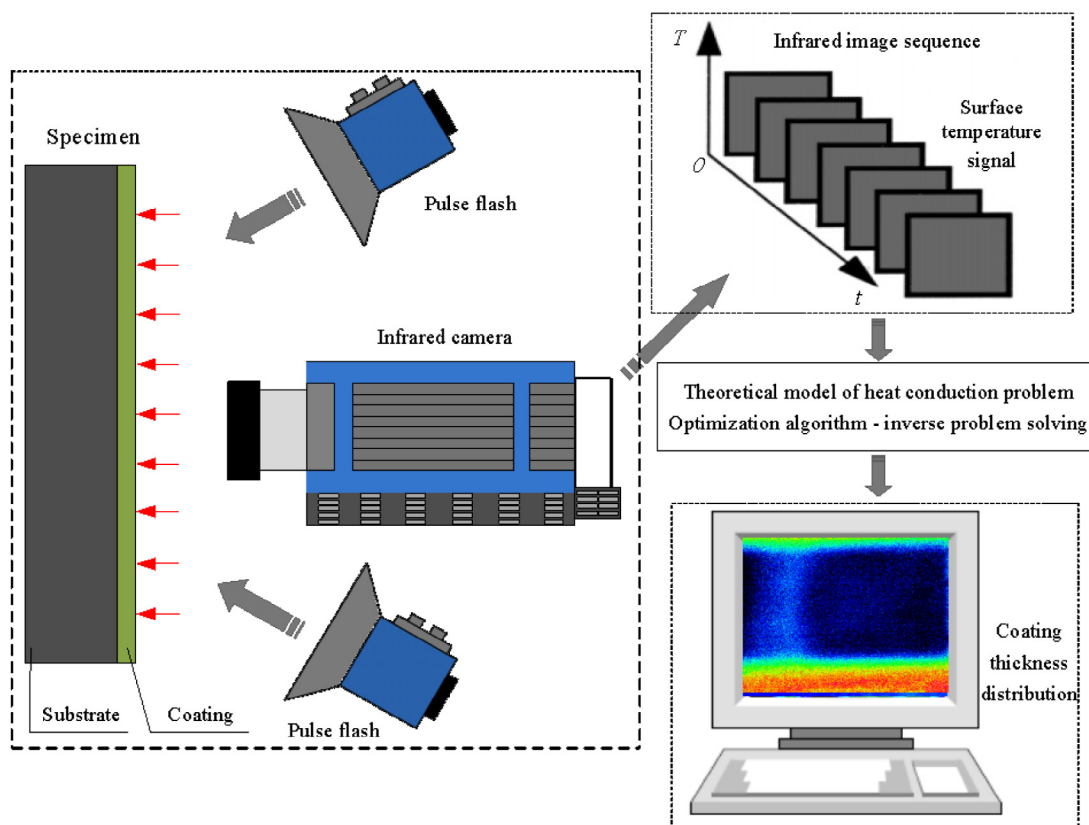 Specimen
Pulse flash
Infrared camera
Pulse flash
Substrate
Coating
T
Infrared image sequence
Surface
temperature
signal
O
t
Theoretical model of heat conduction problem
Optimization algorithm - inverse problem solving
Coating
thickness
distribution